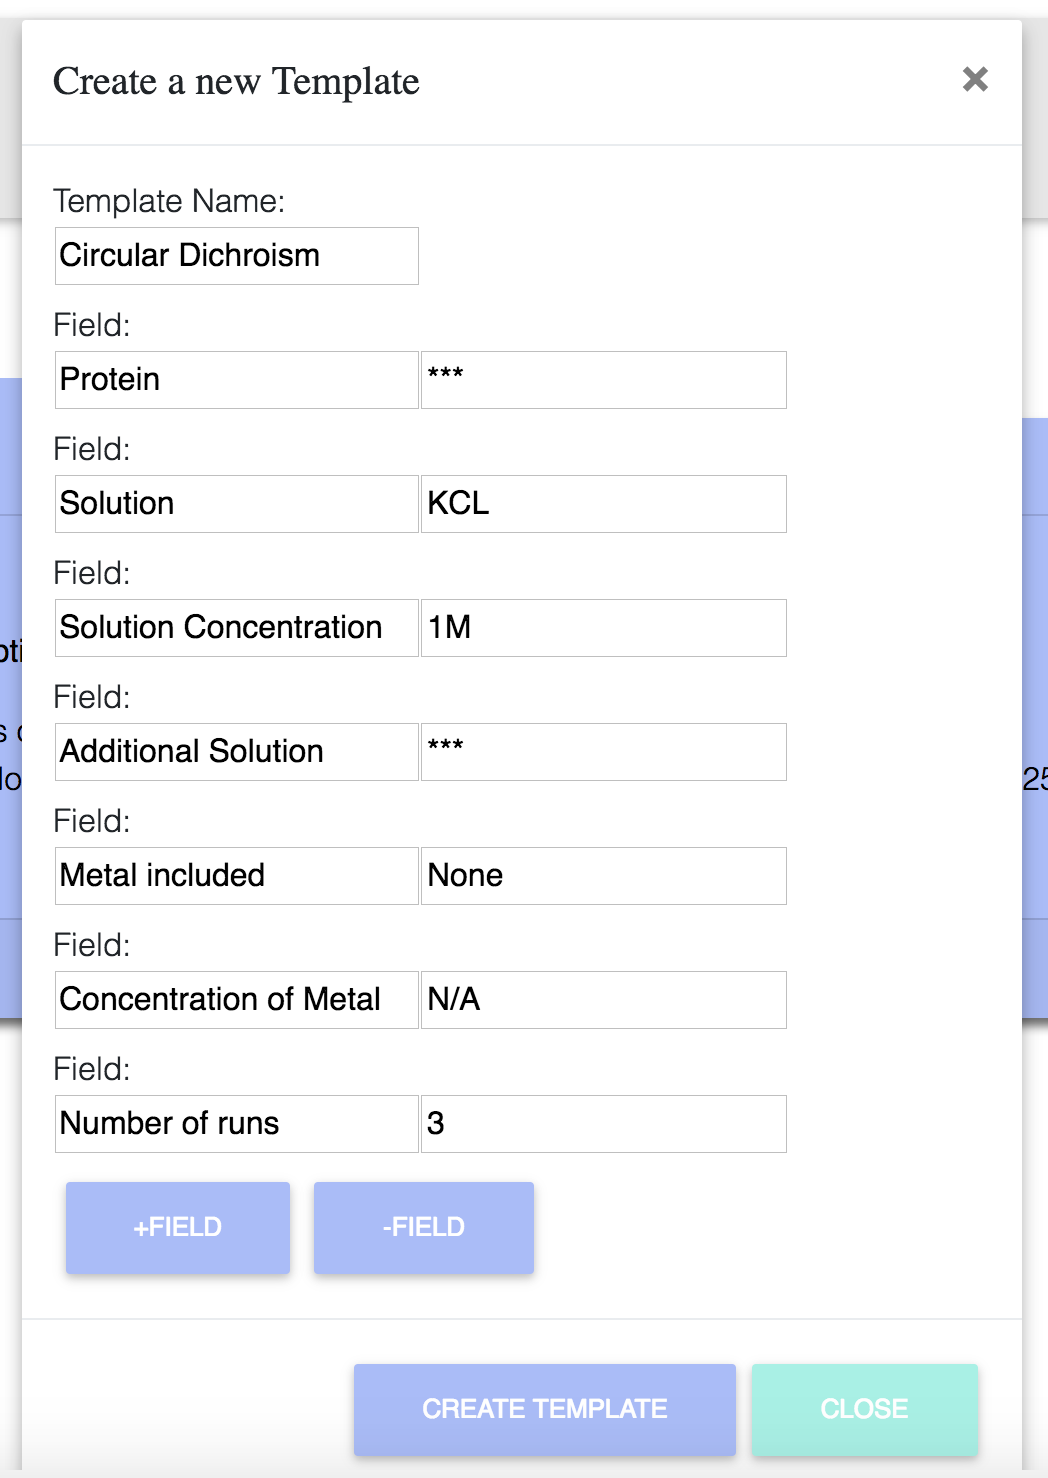 Create a new Template
Template Name:
Circular Dichroism
Field:
Protein ***
Field:
Solution KCL
Field:
Solution Concentration 1M
Field:
Additional Solution ***
Field:
Metal included None
Field:
Concentration of Metal N/A
Field:
Number of runs 3
+FIELD -FIELD
CREATE TEMPLATE CLOSE